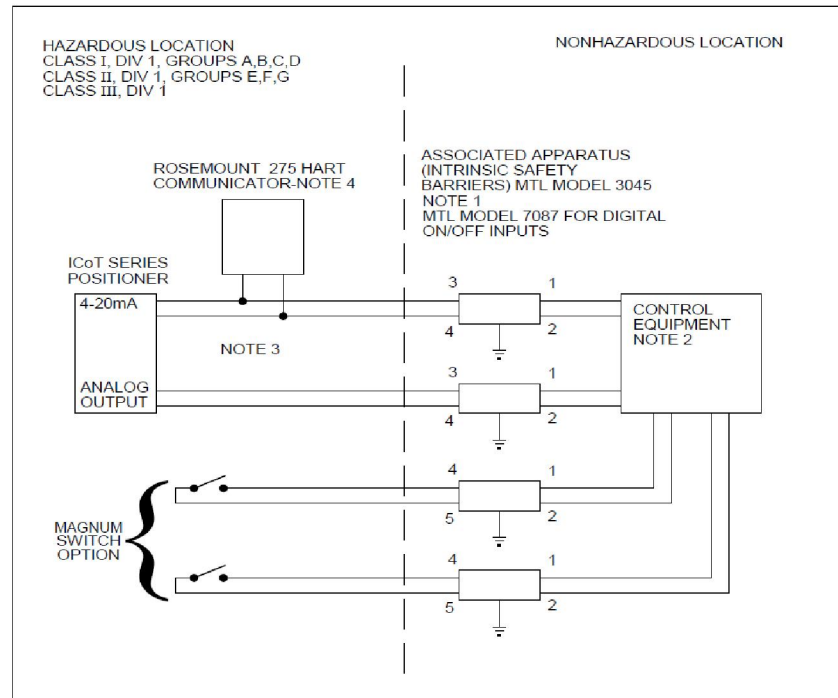 HAZARDOUS LOCATION
CLASS I, DIV 1, GROUPS A,B,C,D
CLASS II, DIV 1, GROUPS E,F,G
CLASS III, DIV 1
NONHAZARDOUS LOCATION
ROSEMOUNT 275 HART
COMMUNICATOR-NOTE 4
ASSOCIATED APPARATUS
(INTRINSIC SAFETY
BARRIERS) MTL MODEL 3045
NOTE 1
MTL MODEL 7087 FOR DIGITAL
ON/OFF INPUTS
ICoT SERIES
POSITIONER
4-20mA
ANALOG
OUTPUT
NOTE 3
3 1
4 2
3 1
4 2
4 1
5 2
4 1
5 2
CONTROL
EQUIPMENT
NOTE 2
MAGNUM
SWITCH
OPTION